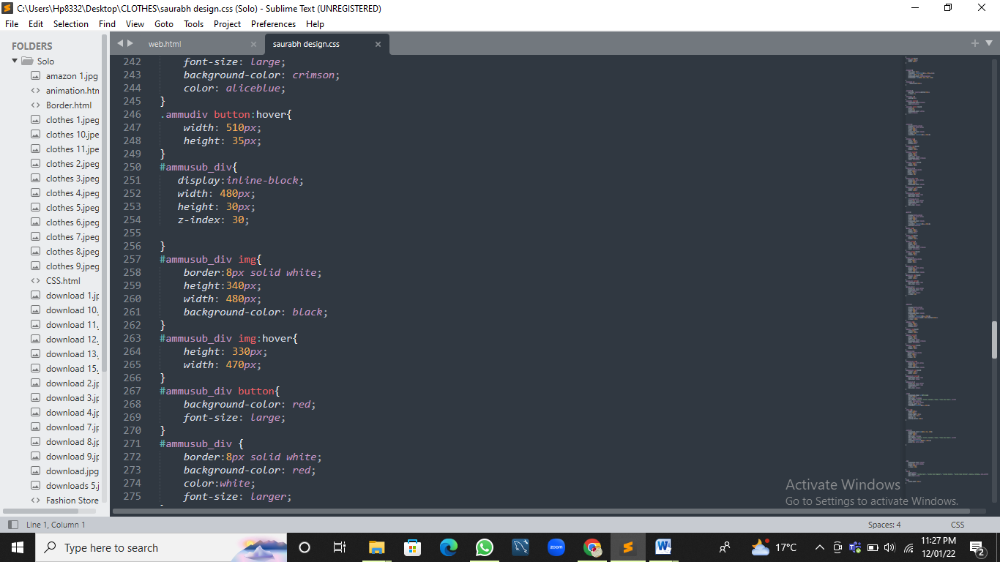 C:\Users\Hp8332\Desktop\CLOTHES\saurabh design.css (Solo) - Sublime Text (UNREGISTERED)
File Edit Selection Find View Goto Tools Project Preferences Help
FOLDERS
Solo
amazon 1.jpg
animation.htn
Border.html
clothes 1.jpeg
clothes 10.jpe
clothes 11.jpe
clothes 2.jpeg
clothes 3.jpeg
clothes 4.jpeg
clothes 5.jpeg
clothes 6.jpeg
clothes 7.jpeg
clothes 8.jpeg
clothes 9.jpeg
CSS.html
download 1.jp
download 10.
download 11.
download 12.
download 13.
download 15.
download 2.jp
download 3.jp
download 4.jp
download 7.jp
download 8.jp
download 9.jp
download.jpg
downloads 5.j
Fashion Store
web.html
saurabh design.css
242 font-size: large;
243 background-color: crimson;
244 color: aliceblue;
245 }
246 .ammudiv button:hover{
247 width: 510px;
248 height: 35px;
249 }
250 #ammusub_div{
251 display:inline-block;
252 width: 480px;
253 height: 30px;
254 z-index: 30;
255
256 }
257 #ammusub_div img{
258 border:8px solid white;
259 height:340px;
260 width: 480px;
261 background-color: black;
262 }
263 #ammusub_div img:hover{
264 height: 330px;
265 width: 470px;
266 }
267 #ammusub_div button{
268 background-color: red;
269 font-size: large;
270 }
271 #ammusub_div {
272 border:8px solid white;
273 background-color: red;
274 color:white;
275 font-size: larger;
Activate Windows
Go to Settings to activate Windows.
Line 1, Column 1
Spaces: 4
CSS
Type here to search
zoom
17°C
11:27 PM
12/01/22
2